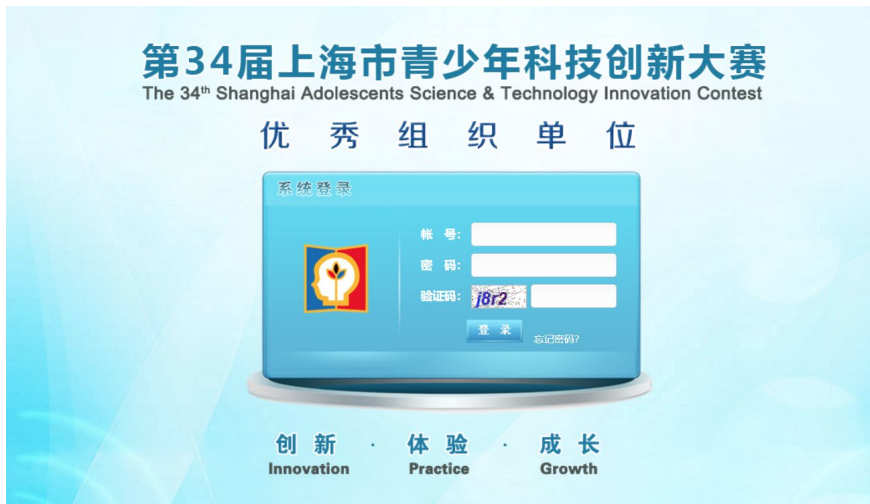 第34届上海市青少年科技创新大赛
The 34th Shanghai Adolescents Science & Technology Innovation Contest
优 秀 组 织 单 位
系统登录
帐 号:
密 码:
验证码: j8r2
登 录 忘记密码?
创 新 · 体 验 · 成 长
Innovation Practice Growth